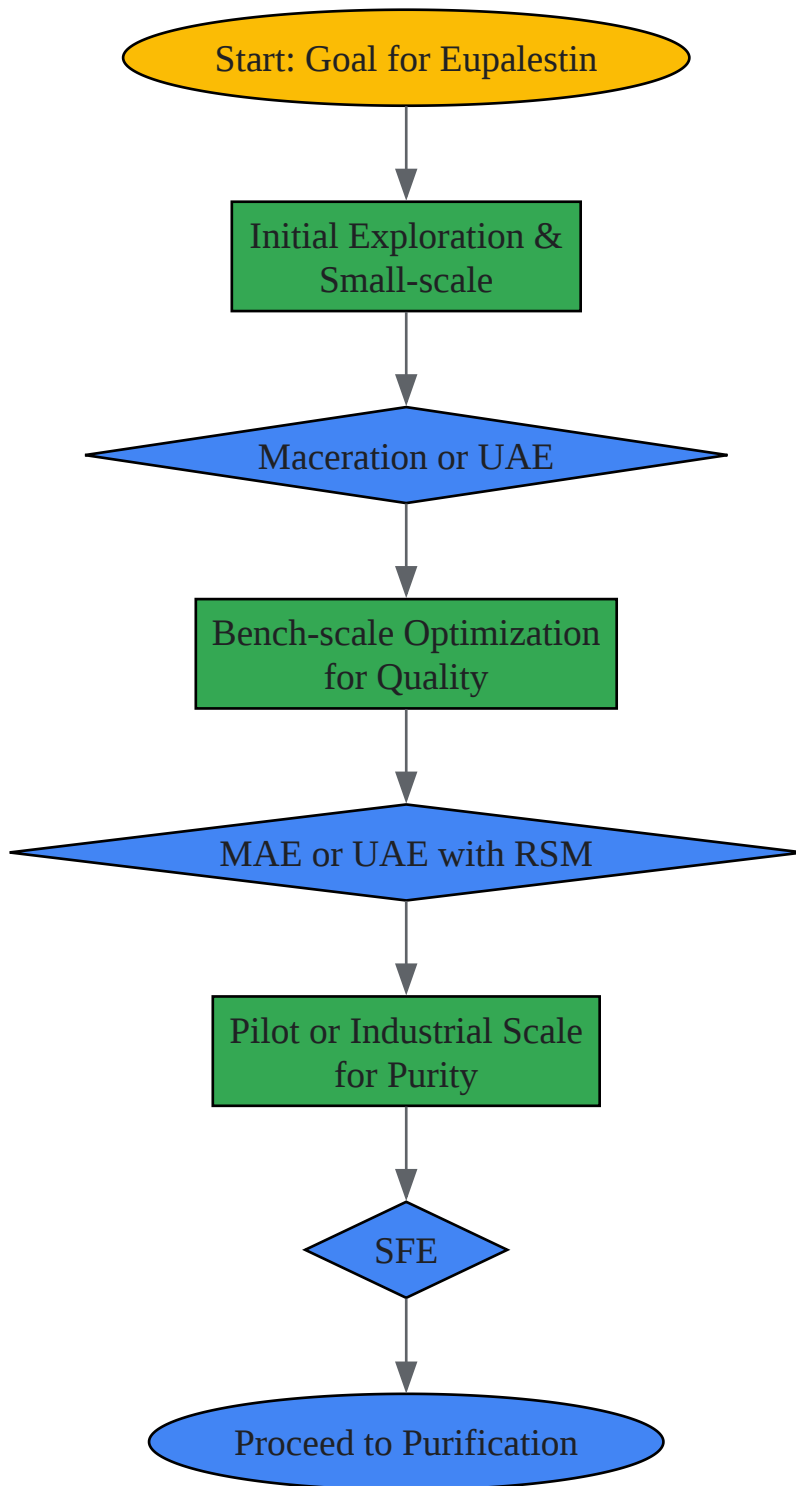 Start: Goal for Eupalestin
Initial Exploration &
Small-scale
Maceration or UAE
Bench-scale Optimization
for Quality
MAE or UAE with RSM
Pilot or Industrial Scale
for Purity
SFE
Proceed to Purification